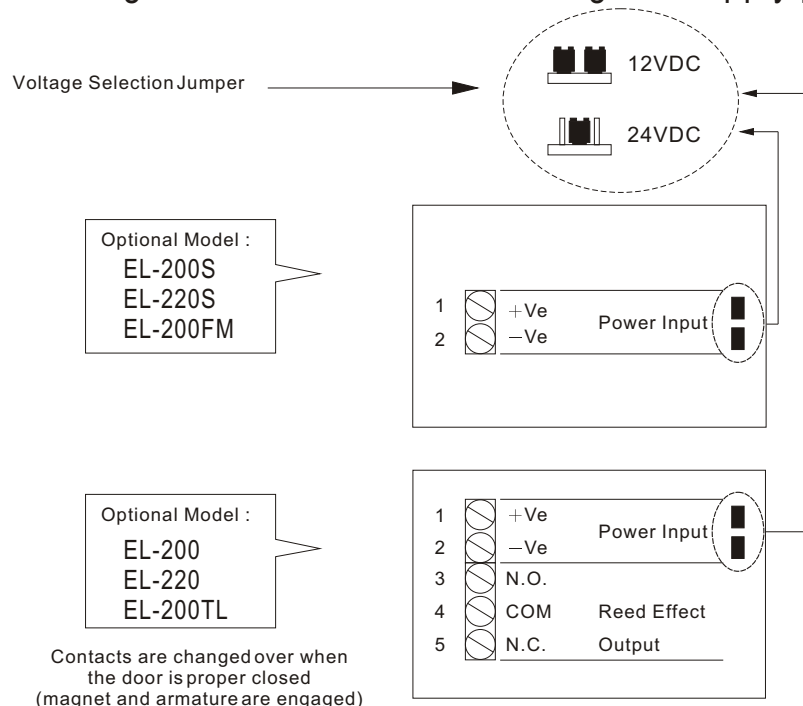 12VDC
Voltage Selection Jumper
24VDC
Optional Model :
EL-200S
EL-220S
EL-200FM
1 +Ve
2 −Ve
Power Input
Optional Model :
EL-200
EL-220
EL-200TL
Contacts are changed over when
the door is proper closed
(magnet and armature are engaged)
1 +Ve
2 −Ve
Power Input
3 N.O.
4 COM Reed Effect
5 N.C. Output